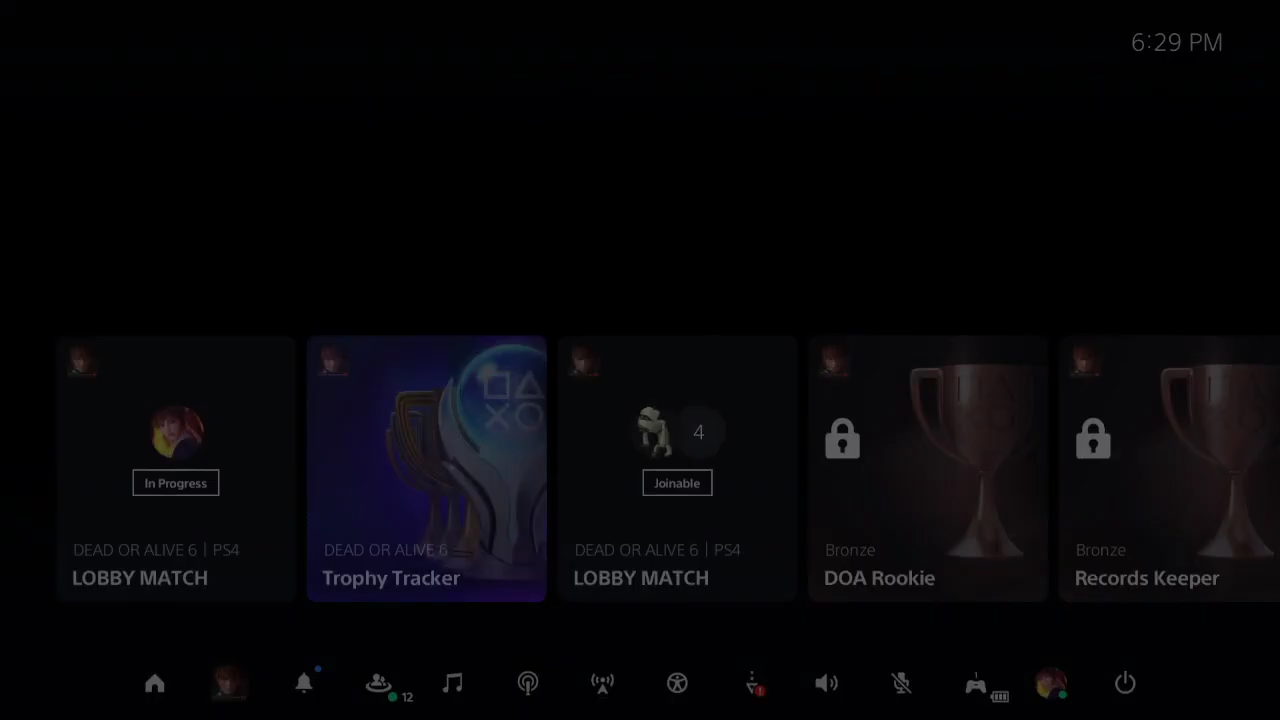 6:29 PM
In Progress
DEAD OR ALIVE 6 | PS4
LOBBY MATCH
DEAD OR ALIVE 6
Trophy Tracker
4
Joinable
DEAD OR ALIVE 6 | PS4
LOBBY MATCH
Bronze
DOA Rookie
Bronze
Records Keeper
12